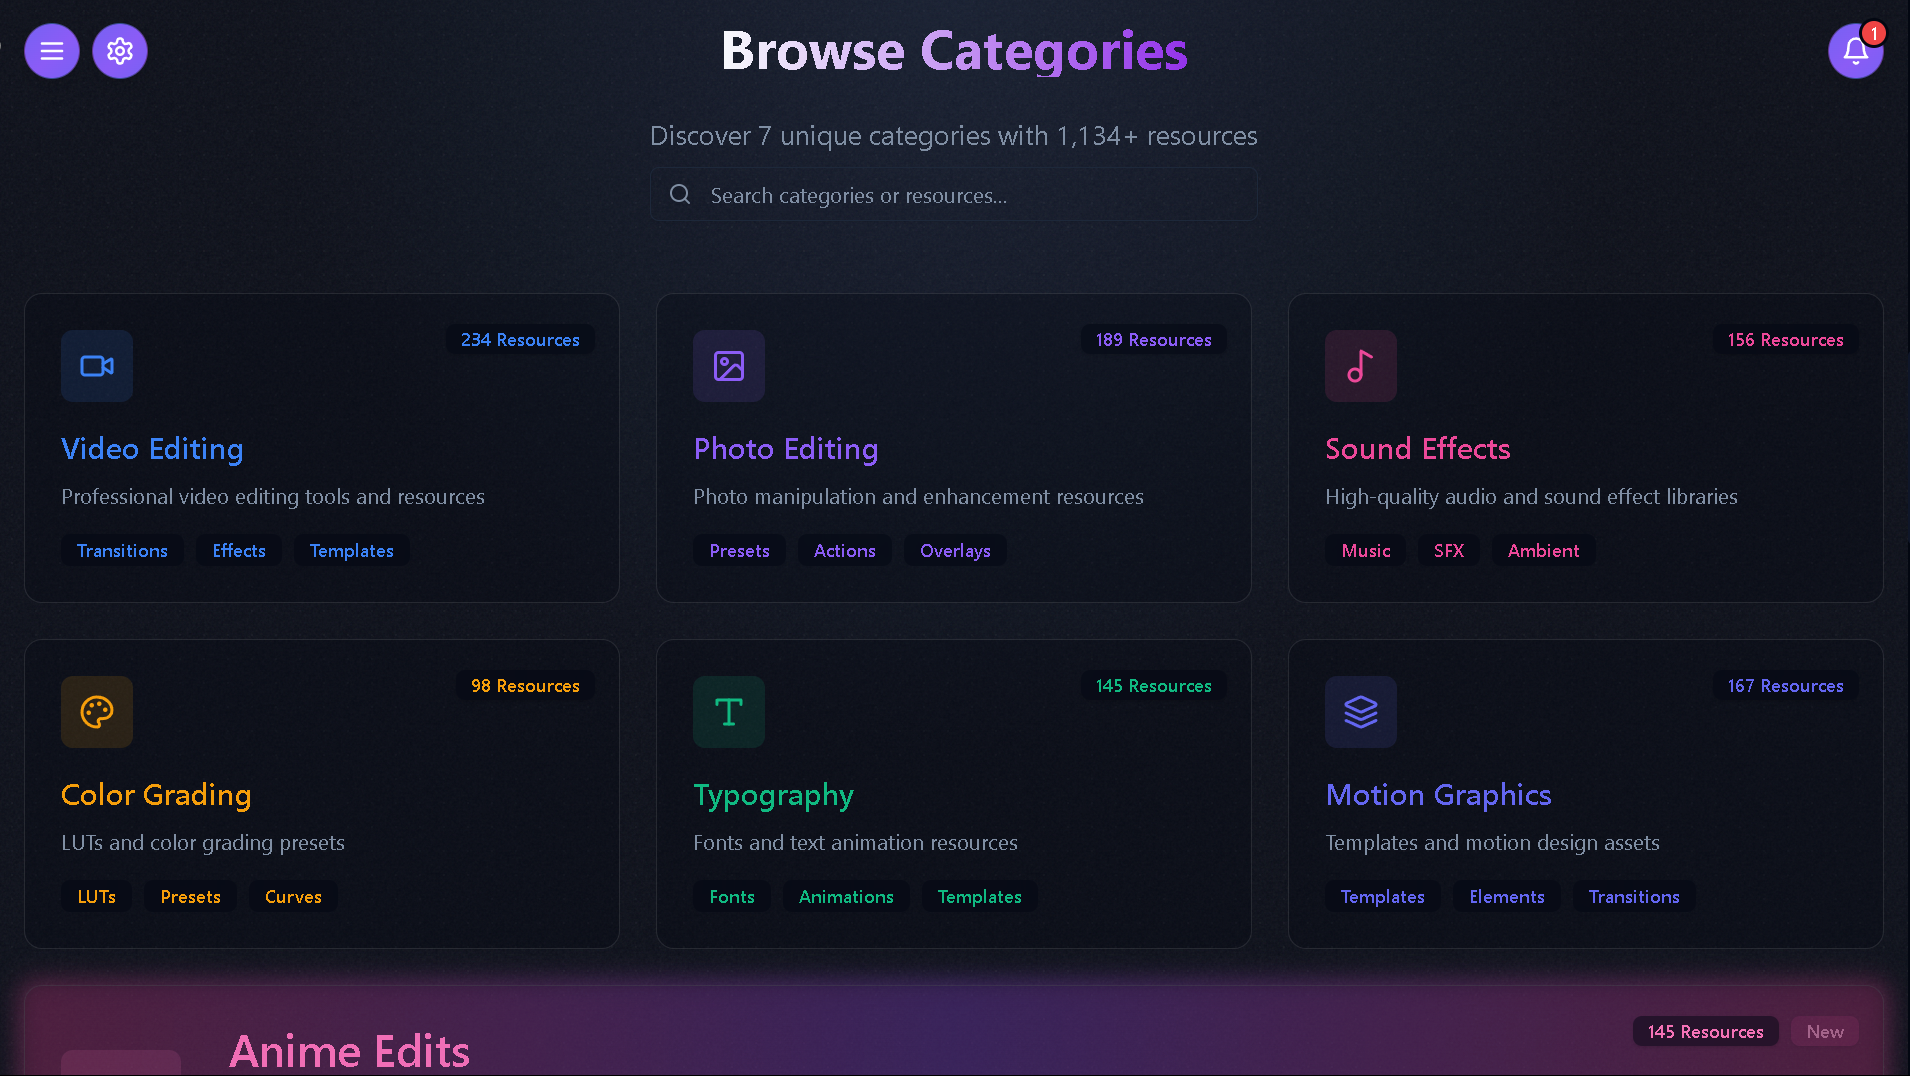 Browse Categories
1
Discover 7 unique categories with 1,134+ resources
Search categories or resources...
234 Resources
Video Editing
Professional video editing tools and resources
Transitions Effects Templates
189 Resources
Photo Editing
Photo manipulation and enhancement resources
Presets Actions Overlays
156 Resources
Sound Effects
High-quality audio and sound effect libraries
Music SFX Ambient
98 Resources
Color Grading
LUTs and color grading presets
LUTs Presets Curves
145 Resources
Typography
Fonts and text animation resources
Fonts Animations Templates
167 Resources
Motion Graphics
Templates and motion design assets
Templates Elements Transitions
145 Resources New
Anime Edits